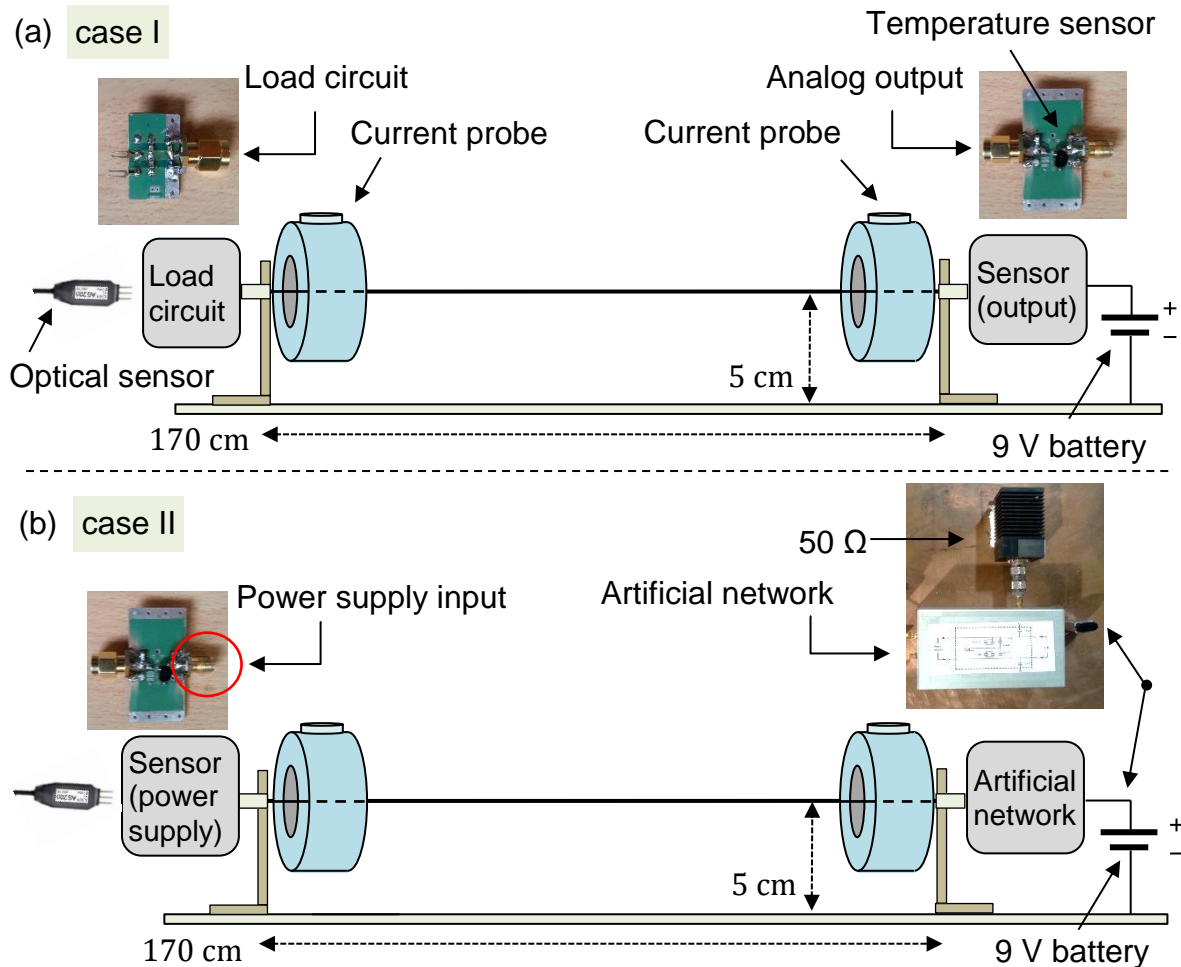 (a) case I
Temperature sensor
Load circuit
Analog output
Current probe
Current probe
Load
circuit
Sensor
(output)
+
−
Optical sensor
5 cm
170 cm
9 V battery
(b) case II
50 Ω
Power supply input
Artificial network
Sensor
(power
supply)
Artificial
network
+
−
5 cm
170 cm
9 V battery